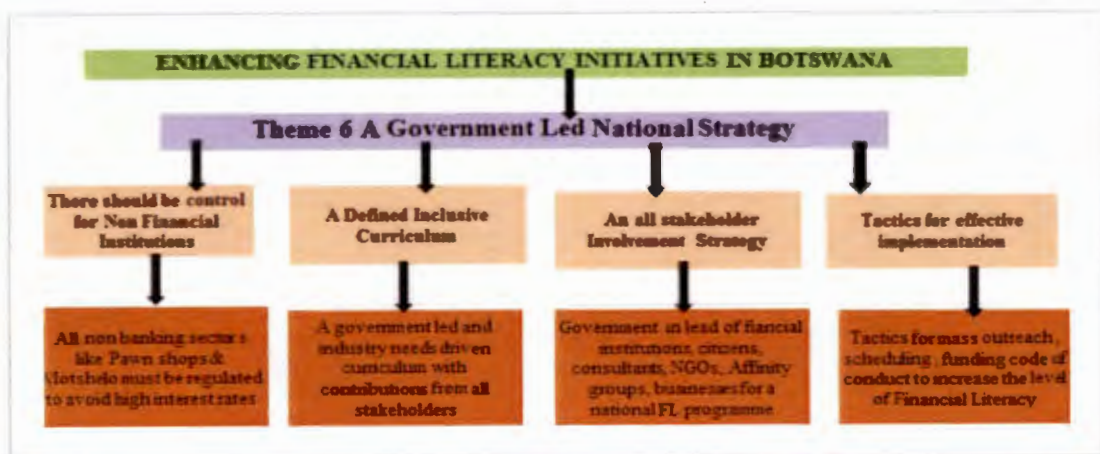 ENHANCING FINANCIAL LITERACY INITIATIVES IN BOTSWANA
Theme 6 A Government Led National Strategy
There should be control
for Non Financial
Institutions
A Defined Inclusive
Curriculum
An all stakeholder
Involvement Strategy
Tactics for effective
implementation
All non banking sectors
like Pawn shops &
Motshelo must be regulated
to avoid high interest rates
A government led and
industry needs driven
curriculum with
contributions from all
stakeholders
Government in lead of fiancial
institutions, citizens,
consultants, NGOs, Affinity
groups, businesses for a
national FL programme
Tactics for mass outreach,
scheduling, funding code of
conduct to increase the level
of Financial Literacy